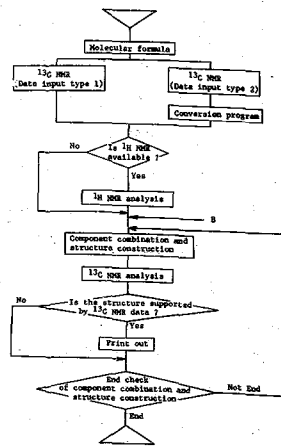 Molecular formula
13C NMR
(Data input type 1)
13C NMR
(Data input type 2)
Conversion program
Is 1H NMR
available ?
No
Yes
1H NMR analysis
B
Component combination and
structure construction
13C NMR analysis
Is the structure supported
by 13C NMR data ?
No
Yes
Print out
End check
of component combination and
structure construction
Not End
End